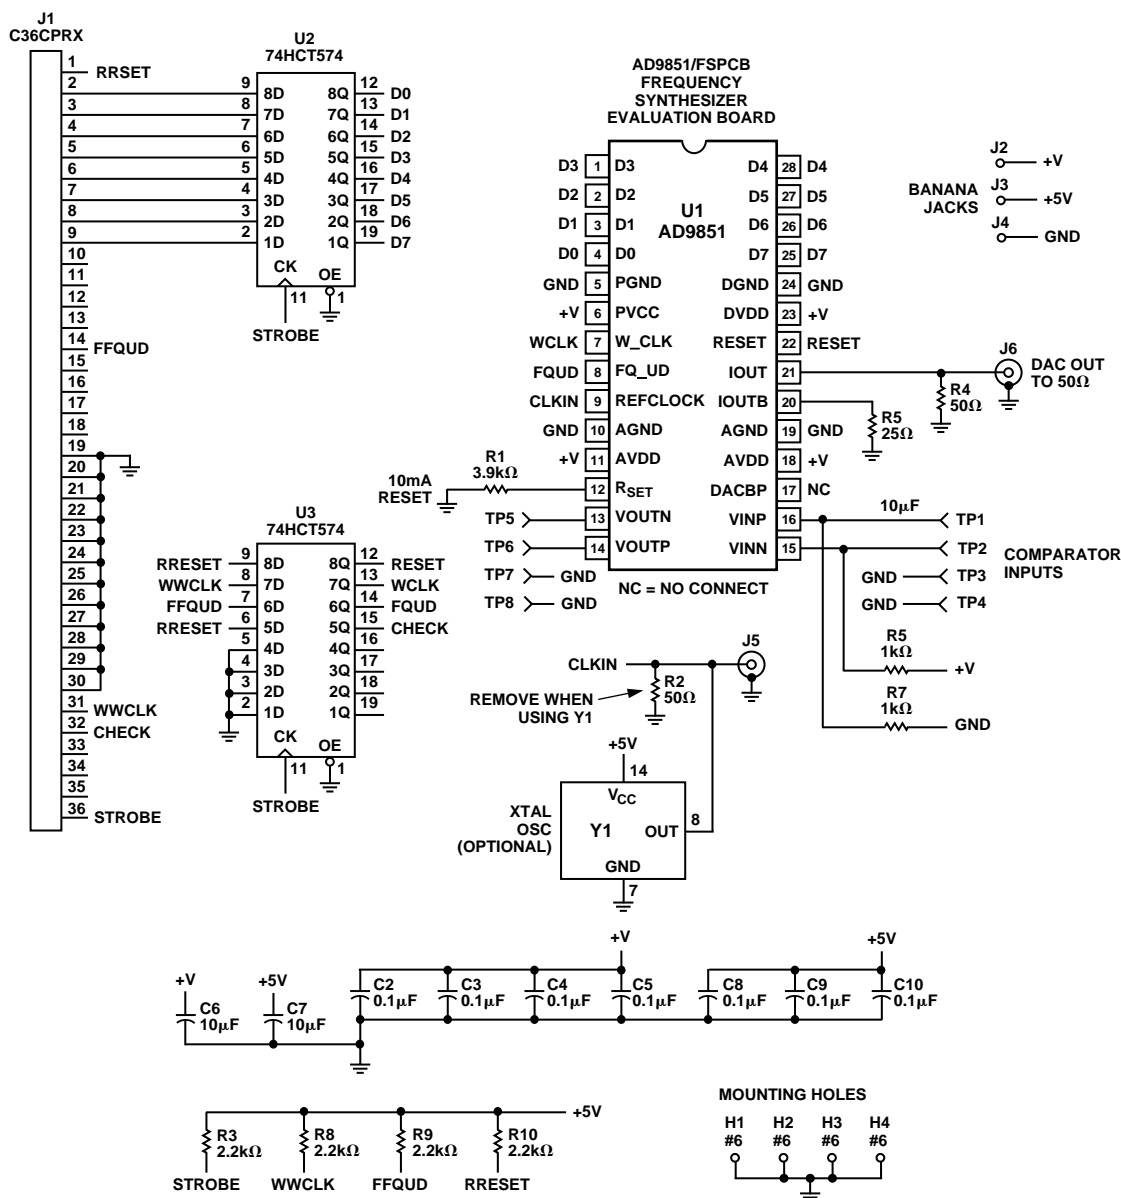 J1
C36CPRX
1
RRSET
2
3
4
5
6
7
8
9
10
11
12
13
14
FFQUD
15
16
17
18
19
20
21
22
23
24
25
26
27
28
29
30
31
WWCLK
32
CHECK
33
34
35
36
STROBE
U2
74HCT574
9 8D 8Q 12 D0
8 7D 7Q 13 D1
7 6D 6Q 14 D2
6 5D 5Q 15 D3
5 4D 4Q 16 D4
4 3D 3Q 17 D5
3 2D 2Q 18 D6
2 1D 1Q 19 D7
CK OE
11 1
STROBE
U3
74HCT574
RRESET 9 8D 8Q 12 RESET
WWCLK 8 7D 7Q 13 WCLK
FFQUD 7 6D 6Q 14 FQUD
RRESET 6 5D 5Q 15 CHECK
5 4D 4Q 16
4 3D 3Q 17
3 2D 2Q 18
2 1D 1Q 19
CK OE
11 1
STROBE
AD9851/FSPCB
FREQUENCY
SYNTHESIZER
EVALUATION BOARD
U1
AD9851
D3 1 D3 D4 28 D4
D2 2 D2 D5 27 D5
D1 3 D1 D6 26 D6
D0 4 D0 D7 25 D7
GND 5 PGND DGND 24 GND
+V 6 PVCC DVDD 23 +V
WCLK 7 W_CLK RESET 22 RESET
FQUD 8 FQ_UD IOUT 21
CLKIN 9 REFCLOCK IOUTB 20
GND 10 AGND AGND 19 GND
+V 11 AVDD AVDD 18 +V
12 RSET DACBP 17 NC
TP5 13 VOUTN VINP 16 10µF TP1
TP6 14 VOUTP VINN 15 TP2
TP7 GND
TP8 GND
NC = NO CONNECT
R1
3.9kΩ
10mA
RESET
J2
+V
BANANA
JACKS
J3
+5V
J4
GND
J6
DAC OUT
TO 50Ω
R4
50Ω
R5
25Ω
COMPARATOR
INPUTS
GND TP3
GND TP4
R5
1kΩ
+V
R7
1kΩ
GND
CLKIN
J5
R2
50Ω
REMOVE WHEN
USING Y1
+5V
14
VCC
XTAL
OSC
(OPTIONAL)
Y1
OUT
8
GND
7
+V
C6
10µF
+5V
C7
10µF
+V
C2
0.1µF
C3
0.1µF
C4
0.1µF
C5
0.1µF
+5V
C8
0.1µF
C9
0.1µF
C10
0.1µF
+5V
R3
2.2kΩ
R8
2.2kΩ
R9
2.2kΩ
R10
2.2kΩ
STROBE WWCLK FFQUD RRESET
MOUNTING HOLES
H1 H2 H3 H4
#6 #6 #6 #6